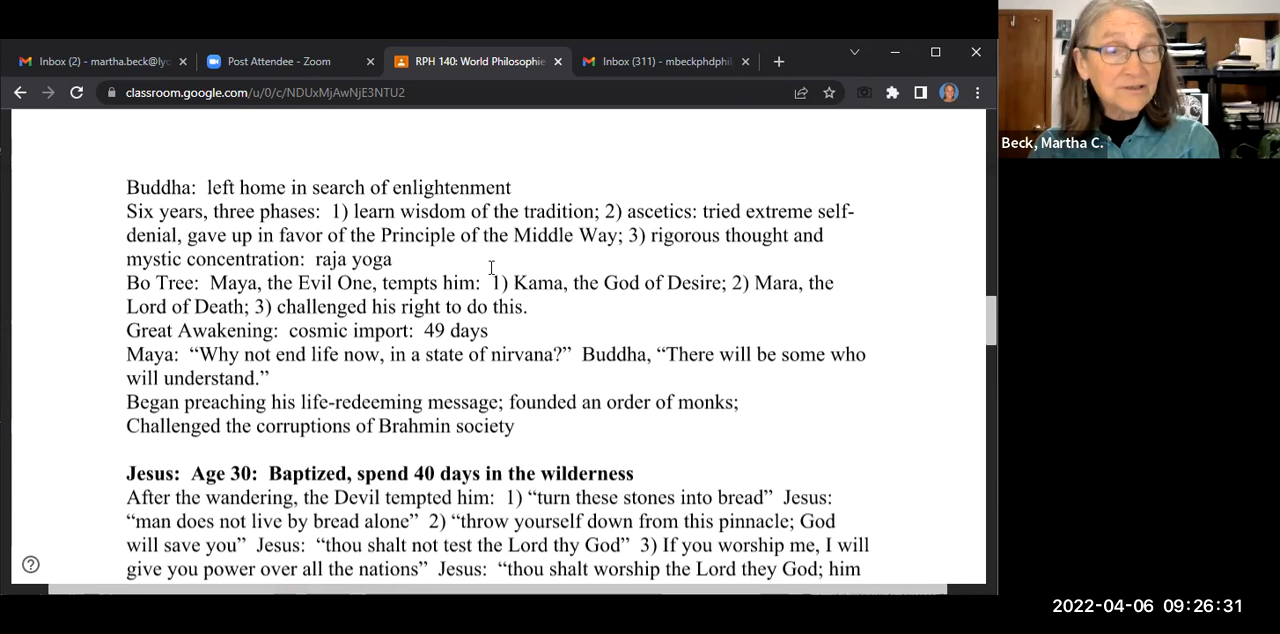 Inbox (2) - martha.beck@lyc
Post Attendee - Zoom
RPH 140: World Philosophie
Inbox (311) - mbeckphdphil
classroom.google.com/u/0/c/NDUxMjAwNjE3NTU2
Beck, Martha C.
Buddha: left home in search of enlightenment
Six years, three phases: 1) learn wisdom of the tradition; 2) ascetics: tried extreme self-
denial, gave up in favor of the Principle of the Middle Way; 3) rigorous thought and
mystic concentration: raja yoga
Bo Tree: Maya, the Evil One, tempts him: 1) Kama, the God of Desire; 2) Mara, the
Lord of Death; 3) challenged his right to do this.
Great Awakening: cosmic import: 49 days
Maya: “Why not end life now, in a state of nirvana?” Buddha, “There will be some who
will understand.”
Began preaching his life-redeeming message; founded an order of monks;
Challenged the corruptions of Brahmin society
Jesus: Age 30: Baptized, spend 40 days in the wilderness
After the wandering, the Devil tempted him: 1) “turn these stones into bread” Jesus:
“man does not live by bread alone” 2) “throw yourself down from this pinnacle; God
will save you” Jesus: “thou shalt not test the Lord thy God” 3) If you worship me, I will
give you power over all the nations” Jesus: “thou shalt worship the Lord they God; him
2022-04-06 09:26:31